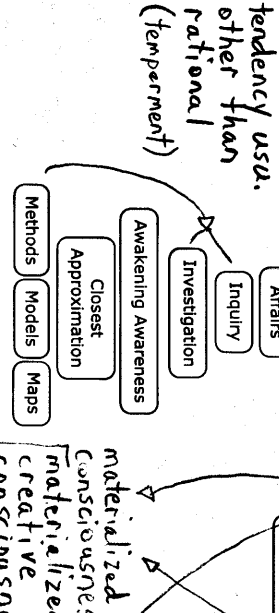 tendency usu.
other than
rational
(temperment)
Affairs
Inquiry
Investigation
Awakening Awareness
Closest
Approximation
Methods
Models
Maps
materialized
consciousnes
materialize
creative